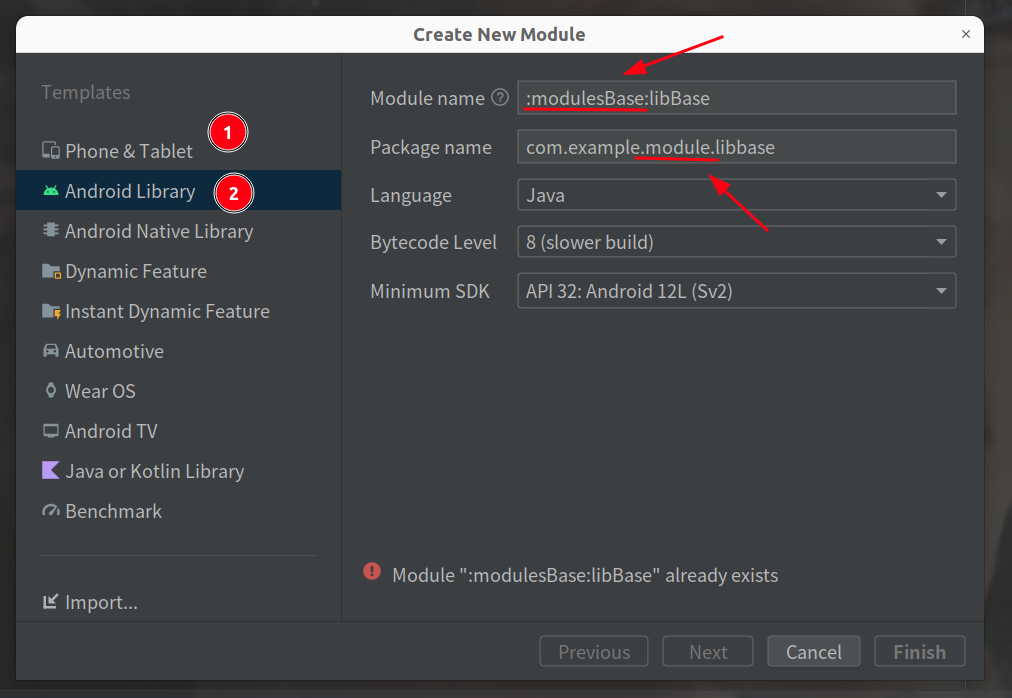 Create New Module
Templates
1
Phone & Tablet
Android Library
2
Android Native Library
Dynamic Feature
Instant Dynamic Feature
Automotive
Wear OS
Android TV
Java or Kotlin Library
Benchmark
Import...
Module name ? :modulesBase:libBase
Package name com.example.module.libbase
Language Java
Bytecode Level 8 (slower build)
Minimum SDK API 32: Android 12L (Sv2)
Module ":modulesBase:libBase" already exists
Previous Next Cancel Finish